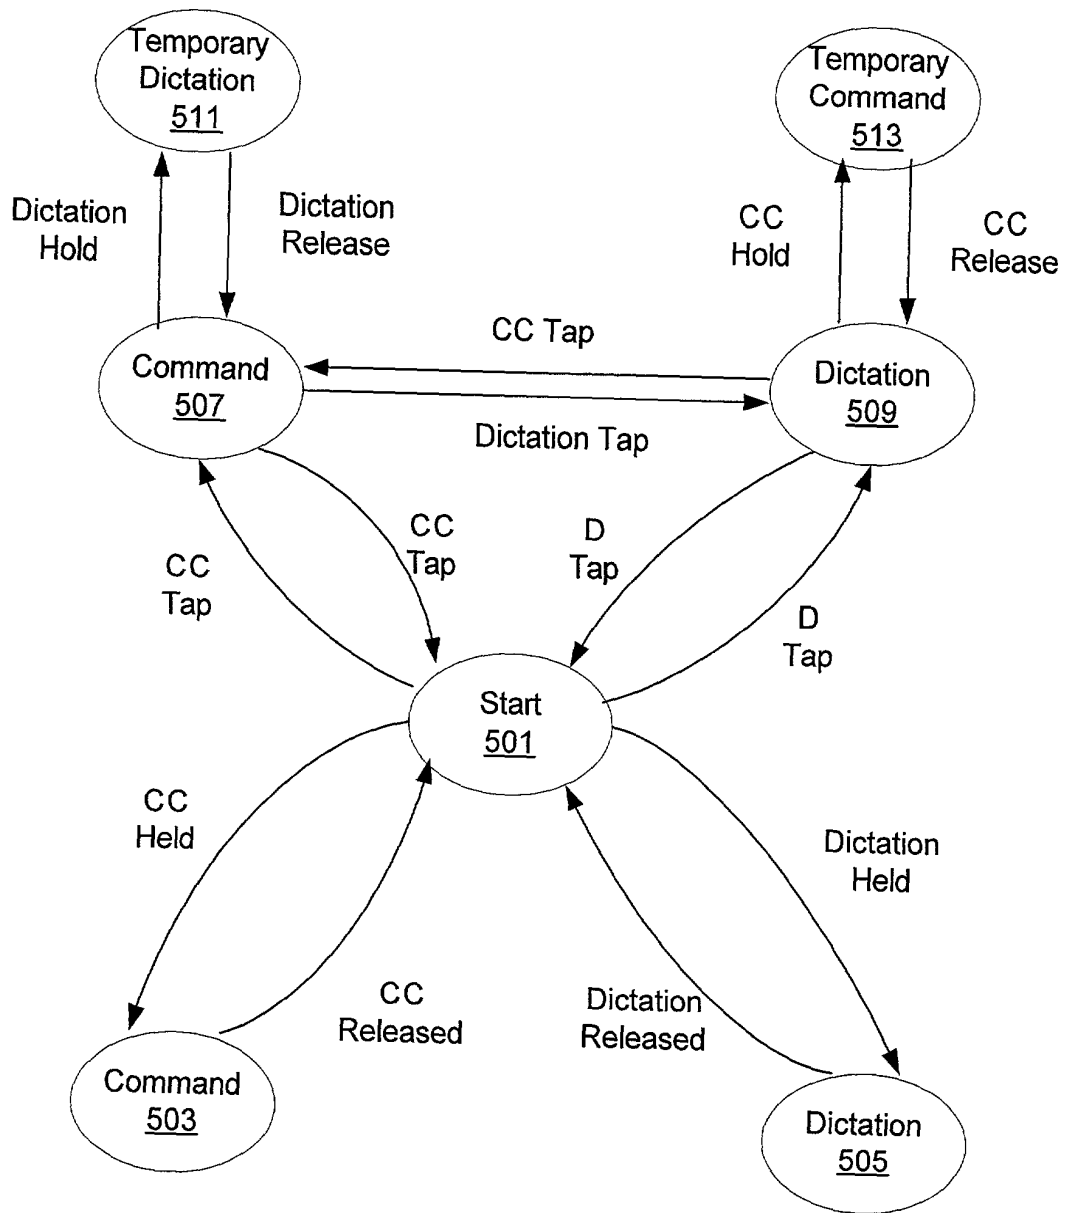 Temporary
Dictation
511
Temporary
Command
513
Dictation
Hold
Dictation
Release
CC
Hold
CC
Release
CC Tap
Command
507
Dictation
509
Dictation Tap
CC
Tap
CC
Tap
D
Tap
D
Tap
Start
501
CC
Held
Dictation
Held
CC
Released
Dictation
Released
Command
503
Dictation
505